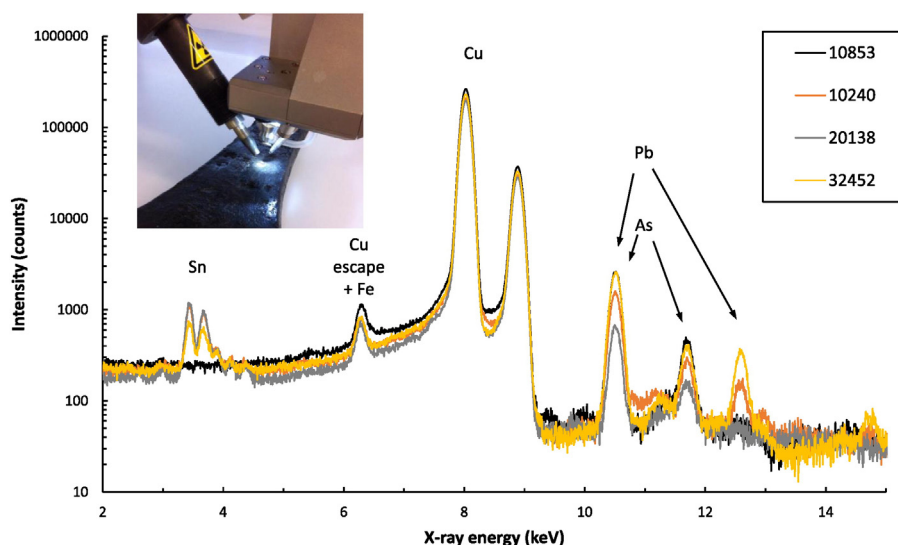 1000000
100000
10000
1000
100
10
Intensity (counts)
2
4
6
8
10
12
14
X-ray energy (keV)
Sn
Cu
escape
+ Fe
Cu
Pb
As
10853
10240
20138
32452